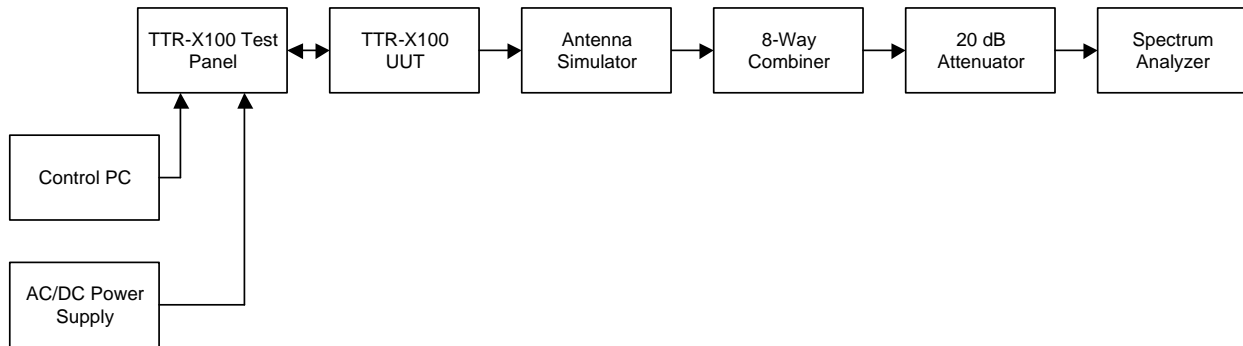 TTR-X100 Test
Panel
TTR-X100
UUT
Antenna
Simulator
8-Way
Combiner
20 dB
Attenuator
Spectrum
Analyzer
Control PC
AC/DC Power
Supply